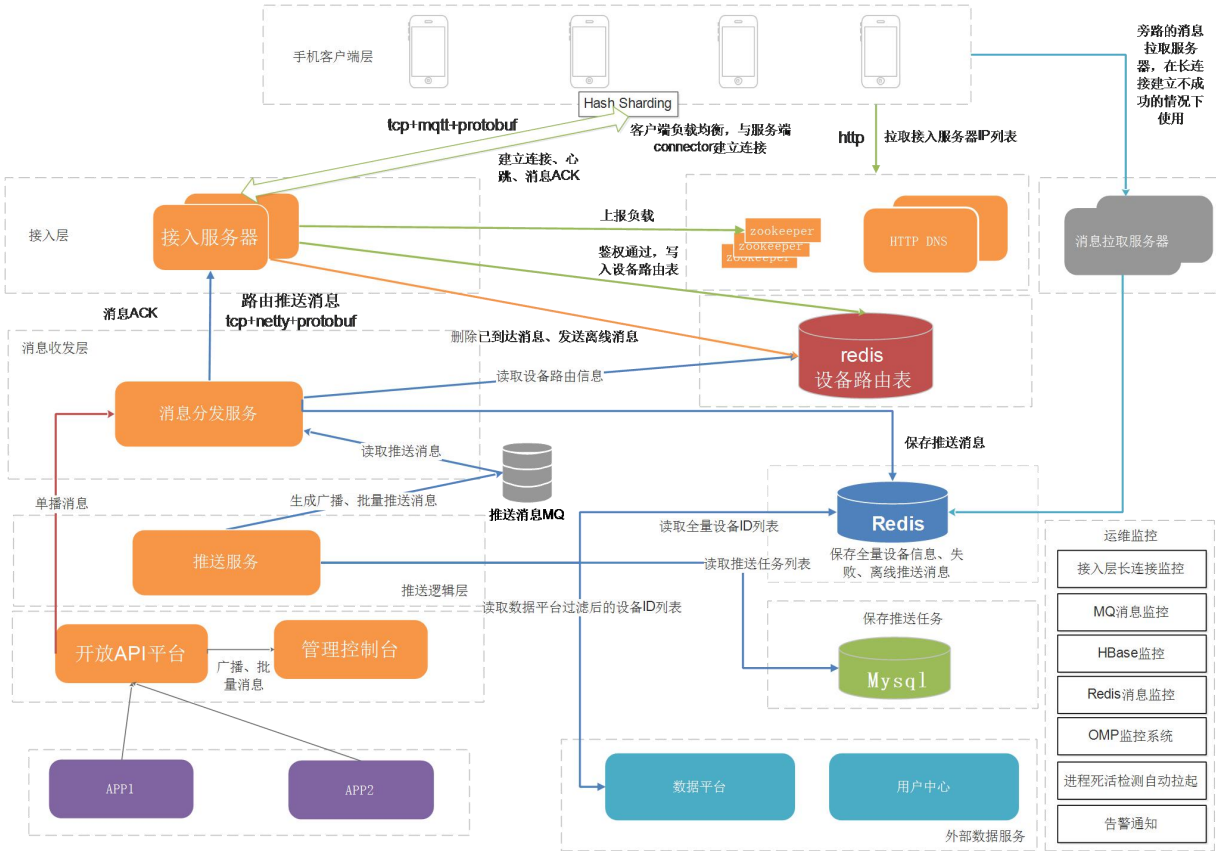 手机客户端层
旁路的消息
拉取服务
器，在长连
接建立不成
功的情况下
使用
Hash Sharding
tcp+mqtt+protobuf
客户端负载均衡，与服务端
connector建立连接
http
拉取接入服务器IP列表
建立连接、心
跳、消息ACK
接入层
接入服务器
上报负载
zookeeper
zookeeper
zookeeper
HTTP DNS
消息拉取服务器
鉴权通过，写
入设备路由表
消息ACK
路由推送消息
tcp+netty+protobuf
删除已到达消息、发送离线消息
消息收发层
redis
设备路由表
读取设备路由信息
消息分发服务
保存推送消息
读取推送消息
单播消息
生成广播、批量推送消息
推送消息MQ
读取全量设备ID列表
Redis
保存全量设备信息、失
败、离线推送消息
推送服务
读取推送任务列表
推送逻辑层
读取数据平台过滤后的设备ID列表
保存推送任务
Mysql
开放API平台
管理控制台
广播、批
量消息
APP1
APP2
数据平台
用户中心
外部数据服务
运维监控
接入层长连接监控
MQ消息监控
HBase监控
Redis消息监控
OMP监控系统
进程死活检测自动拉起
告警通知